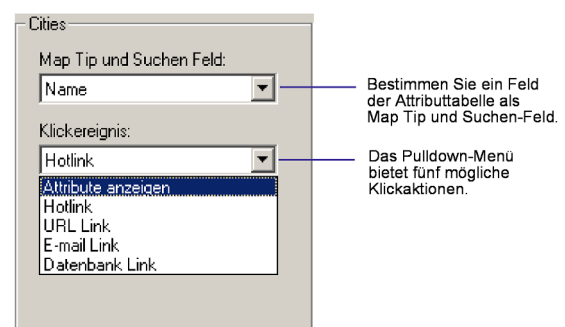 Cities
Map Tip und Suchen Feld:
Name
Bestimmen Sie ein Feld
der Attributtabelle als
Map Tip und Suchen-Feld.
Klickereignis:
Hotlink
Das Pulldown-Menü
bietet fünf mögliche
Klickaktionen.
Attribute anzeigen
Hotlink
URL Link
E-mail Link
Datenbank Link